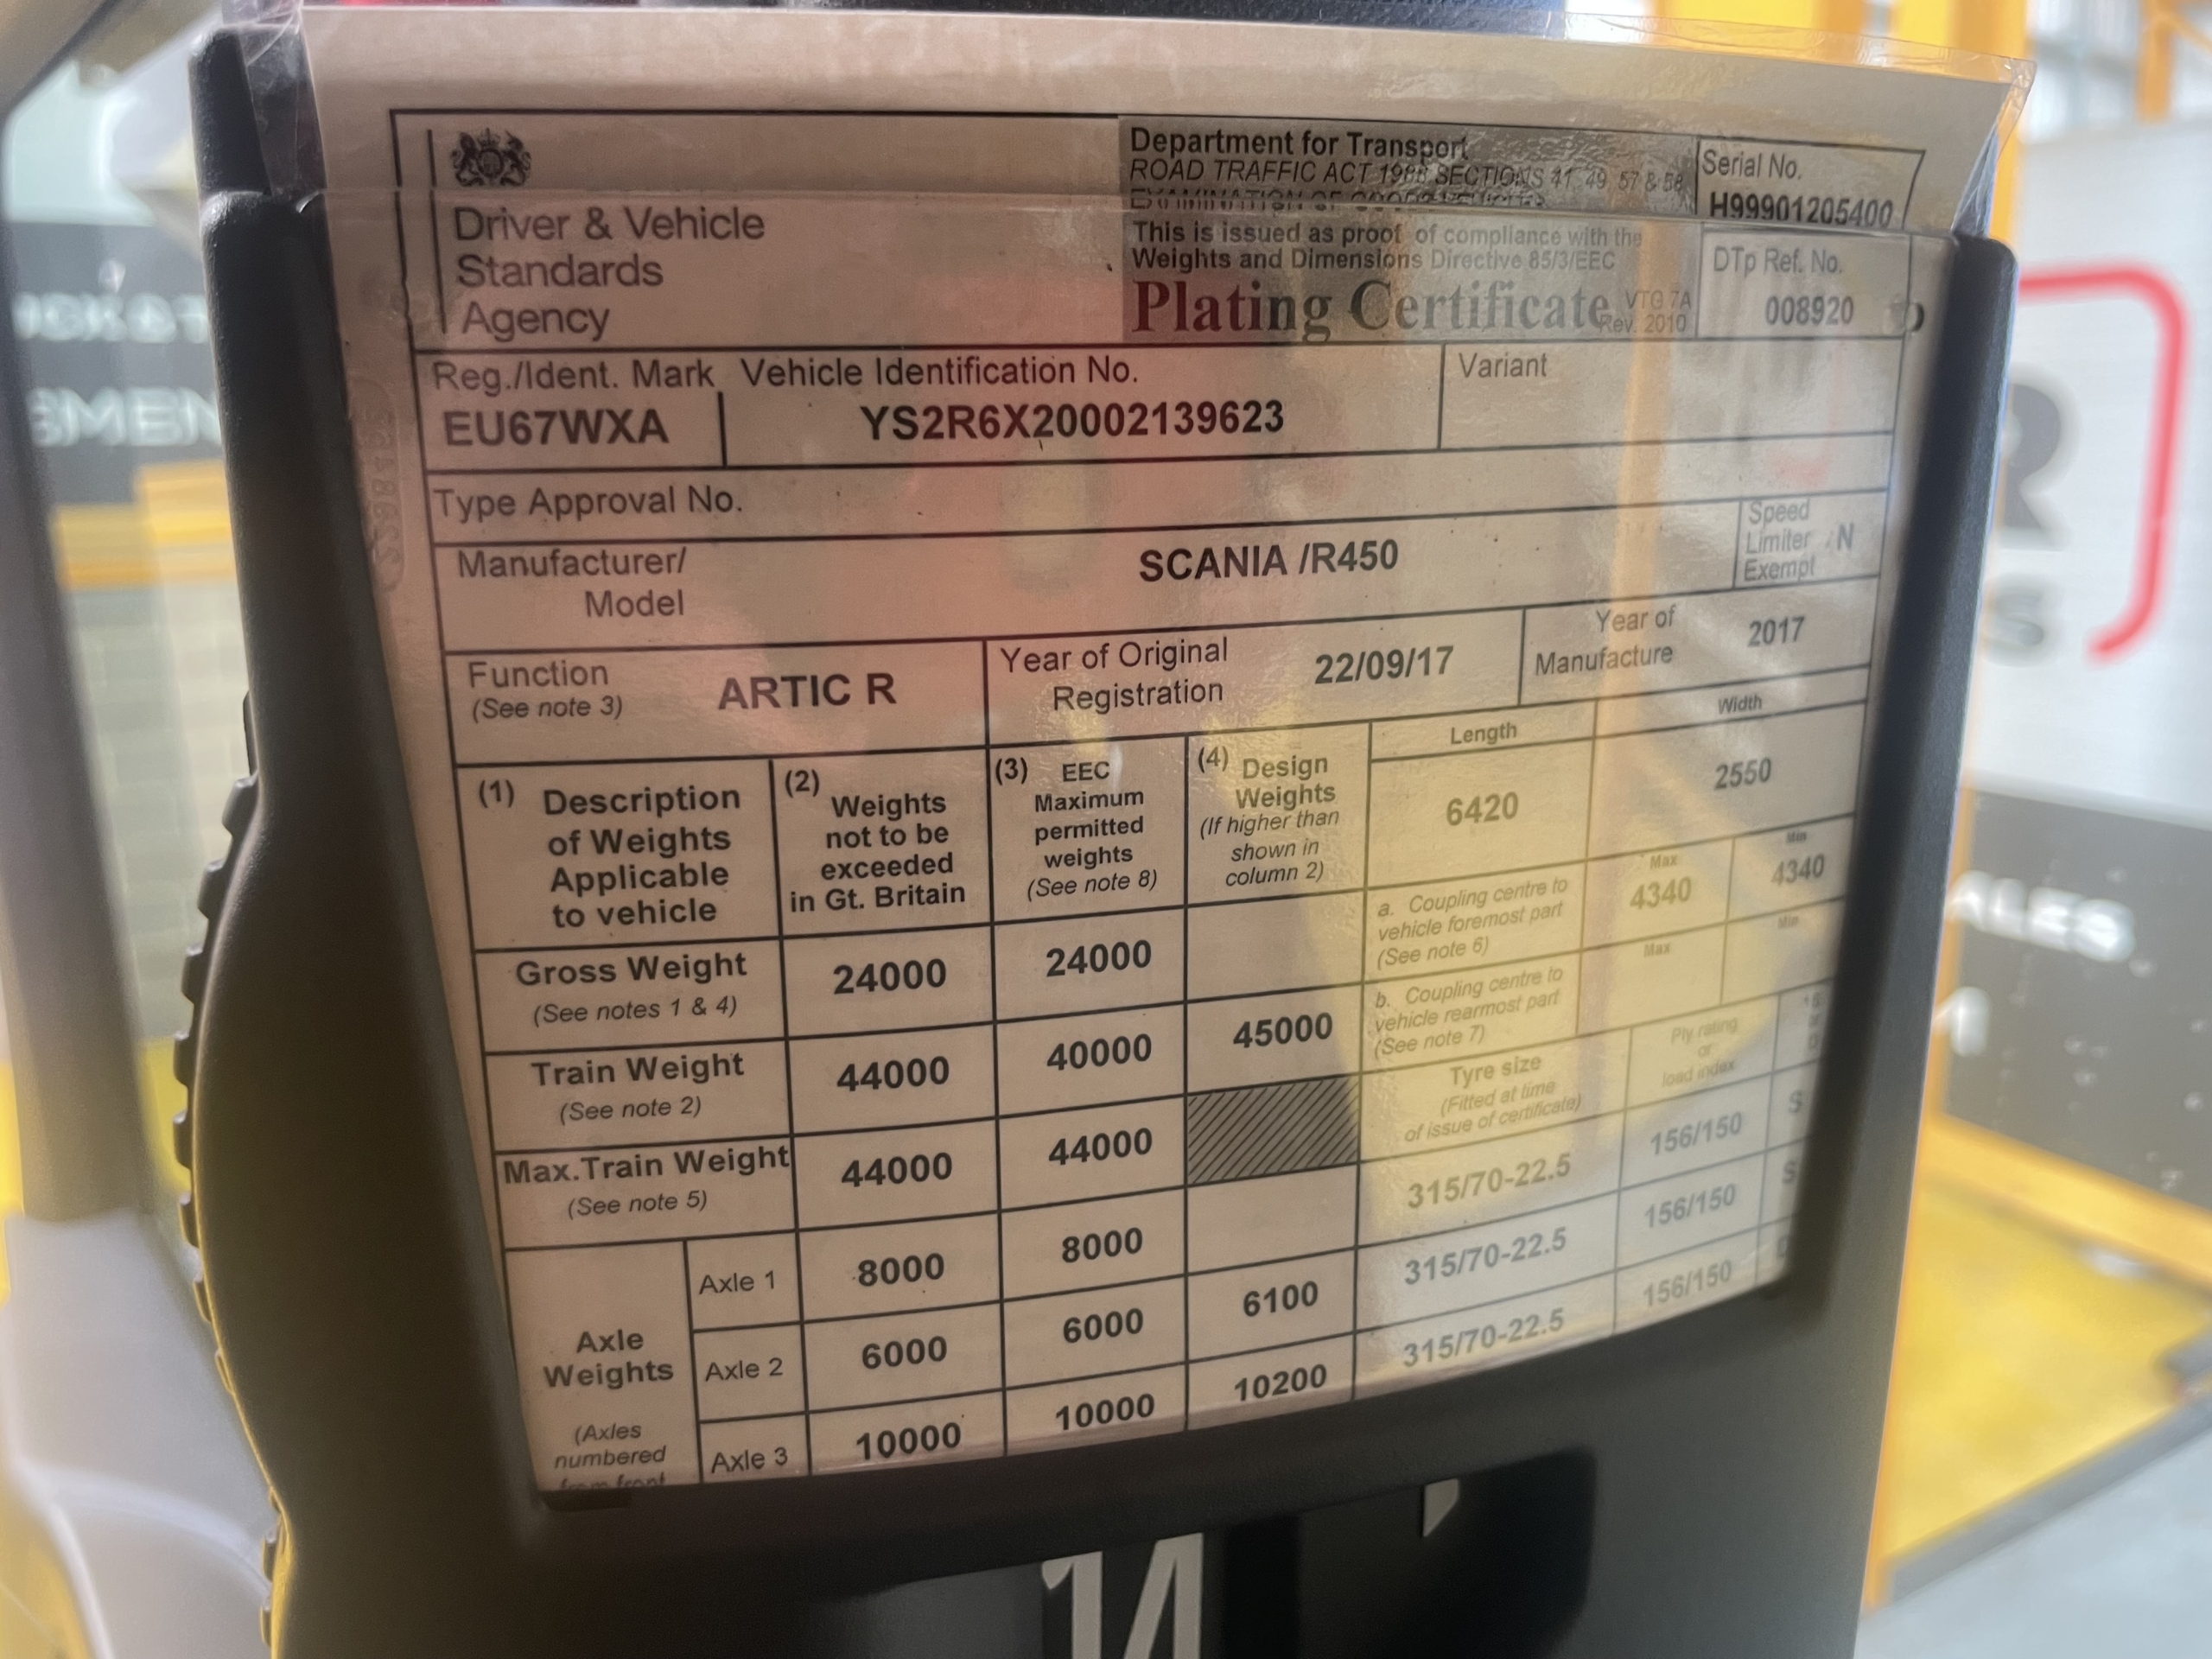 Department for Transport
ROAD TRAFFIC ACT 1988 SECTIONS 41, 49, 57 & 58
EXAMINATION OF GOODS VEHICLES
Serial No.
H99901205400
Driver & Vehicle
Standards
Agency
This is issued as proof of compliance with the
Weights and Dimensions Directive 85/3/EEC
Plating Certificate
VTG 7A
Rev. 2010
DTp Ref. No.
008920
Reg./Ident. Mark
EU67WXA
Vehicle Identification No.
YS2R6X20002139623
Variant
Type Approval No.
Manufacturer/
Model
SCANIA /R450
Speed
Limiter N
Exempt
Function
(See note 3)
ARTIC R
Year of Original
Registration
22/09/17
Year of
Manufacture
2017
(1) Description
of Weights
Applicable
to vehicle
(2) Weights
not to be
exceeded
in Gt. Britain
(3) EEC
Maximum
permitted
weights
(See note 8)
(4) Design
Weights
(If higher than
shown in
column 2)
Length
6420
Width
2550
a. Coupling centre to
vehicle foremost part
(See note 6)
Max
4340
Min
4340
b. Coupling centre to
vehicle rearmost part
(See note 7)
Max
Min
Gross Weight
(See notes 1 & 4)
24000
24000
Train Weight
(See note 2)
44000
40000
45000
Max.Train Weight
(See note 5)
44000
44000
Tyre size
(Fitted at time
of issue of certificate)
Ply rating
or
load index
Axle
Weights
(Axles
numbered
from front
Axle 1
8000
8000
315/70-22.5
156/150
S
Axle 2
6000
6000
6100
315/70-22.5
156/150
S
Axle 3
10000
10000
10200
315/70-22.5
156/150
14
ALES